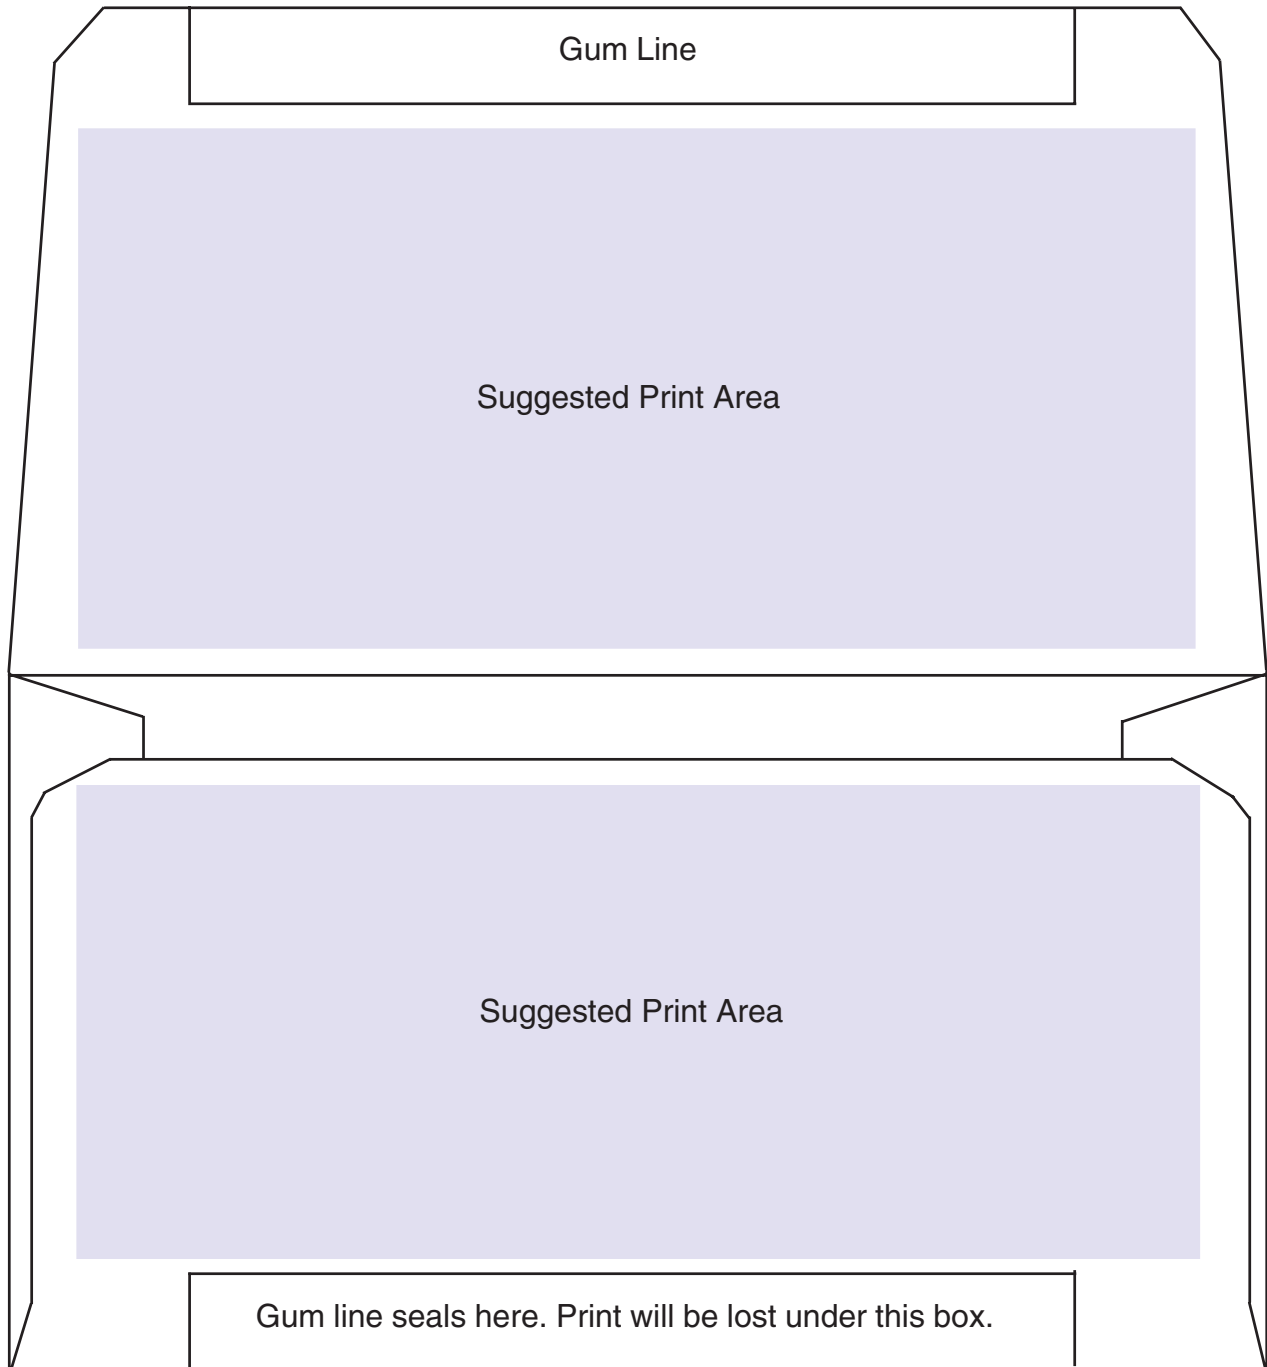 Gum Line
Suggested Print Area
Suggested Print Area
Gum line seals here. Print will be lost under this box.